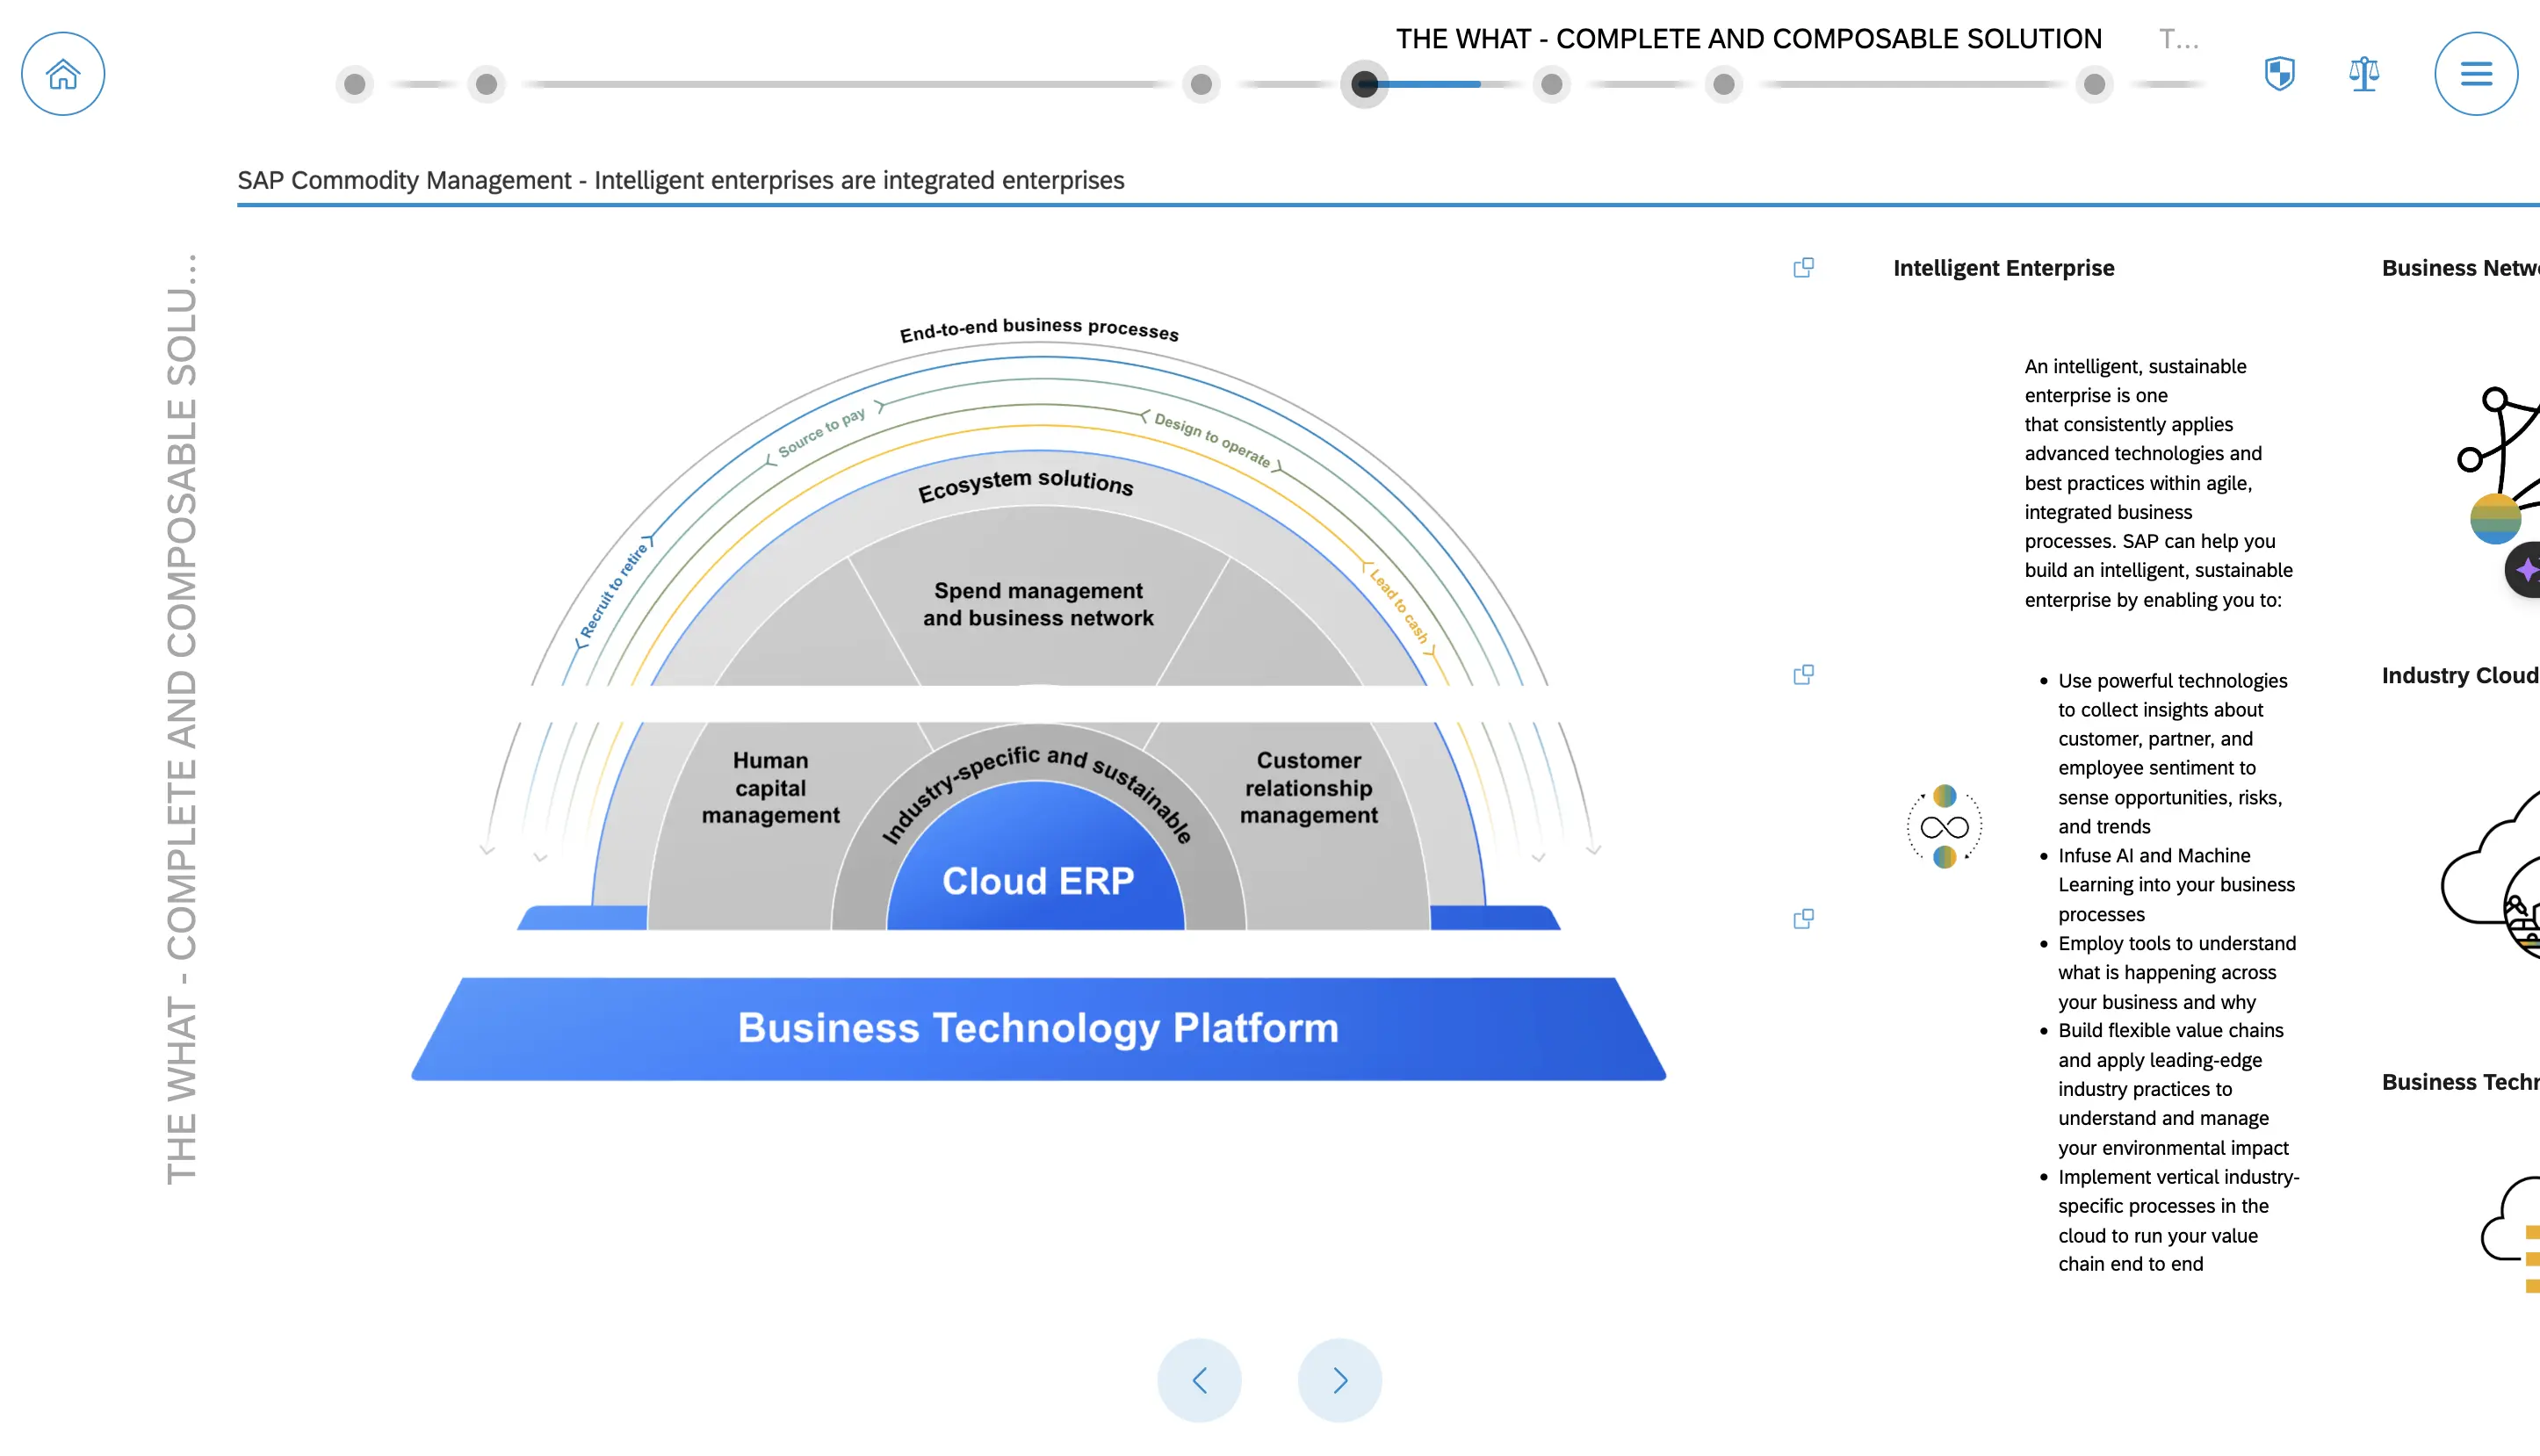 THE WHAT - COMPLETE AND COMPOSABLE SOLUTION
T...
SAP Commodity Management - Intelligent enterprises are integrated enterprises
THE WHAT - COMPLETE AND COMPOSABLE SOLU...
End-to-end business processes
Source to pay
Design to operate
Recruit to retire
Lead to cash
Ecosystem solutions
Spend management
and business network
Human
capital
management
Industry-specific and sustainable
Customer
relationship
management
Cloud ERP
Business Technology Platform
Intelligent Enterprise
An intelligent, sustainable
enterprise is one
that consistently applies
advanced technologies and
best practices within agile,
integrated business
processes. SAP can help you
build an intelligent, sustainable
enterprise by enabling you to:
• Use powerful technologies
to collect insights about
customer, partner, and
employee sentiment to
sense opportunities, risks,
and trends
• Infuse AI and Machine
Learning into your business
processes
• Employ tools to understand
what is happening across
your business and why
• Build flexible value chains
and apply leading-edge
industry practices to
understand and manage
your environmental impact
• Implement vertical industry-
specific processes in the
cloud to run your value
chain end to end
Business Netw
Industry Cloud
Business Tech